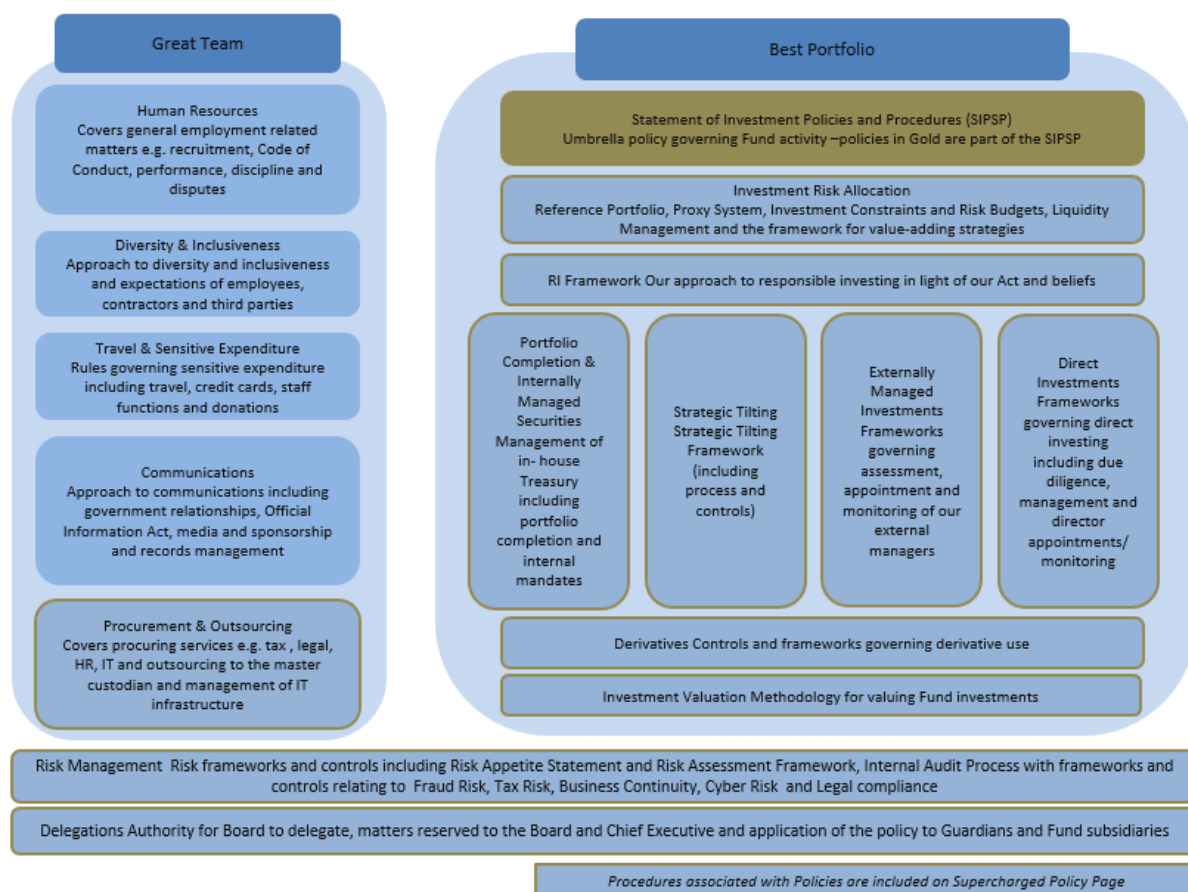 Great Team
Human Resources
Covers general employment related
matters e.g. recruitment, Code of
Conduct, performance, discipline and
disputes
Diversity & Inclusiveness
Approach to diversity and inclusiveness
and expectations of employees,
contractors and third parties
Travel & Sensitive Expenditure
Rules governing sensitive expenditure
including travel, credit cards, staff
functions and donations
Communications
Approach to communications including
government relationships, Official
Information Act, media and sponsorship
and records management
Procurement & Outsourcing
Covers procuring services e.g. tax , legal,
HR, IT and outsourcing to the master
custodian and management of IT
infrastructure
Best Portfolio
Statement of Investment Policies and Procedures (SIPSP)
Umbrella policy governing Fund activity –policies in Gold are part of the SIPSP
Investment Risk Allocation
Reference Portfolio, Proxy System, Investment Constraints and Risk Budgets, Liquidity
Management and the framework for value-adding strategies
RI Framework Our approach to responsible investing in light of our Act and beliefs
Portfolio
Completion &
Internally
Managed
Securities
Management of
in- house
Treasury
including
portfolio
completion and
internal
mandates
Strategic Tilting
Strategic Tilting
Framework
(including
process and
controls)
Externally
Managed
Investments
Frameworks
governing
assessment,
appointment and
monitoring of our
external
managers
Direct
Investments
Frameworks
governing direct
investing
including due
diligence,
management and
director
appointments/
monitoring
Derivatives Controls and frameworks governing derivative use
Investment Valuation Methodology for valuing Fund investments
Risk Management Risk frameworks and controls including Risk Appetite Statement and Risk Assessment Framework, Internal Audit Process with frameworks and
controls relating to Fraud Risk, Tax Risk, Business Continuity, Cyber Risk and Legal compliance
Delegations Authority for Board to delegate, matters reserved to the Board and Chief Executive and application of the policy to Guardians and Fund subsidiaries
Procedures associated with Policies are included on Supercharged Policy Page